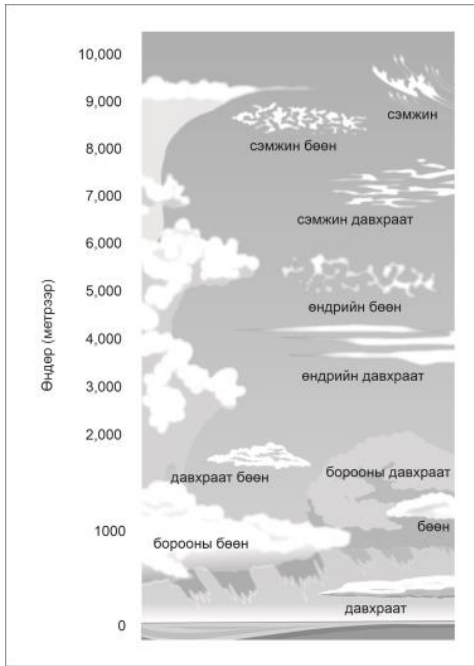 10,000
сэмжин
9,000
сэмжин бөөн
8,000
7,000
сэмжин давхраат
6,000
5,000
өндрийн бөөн
4,000
өндрийн давхраат
3,000
2,000
борооны давхраат
давхраат бөөн
бөөн
1000
борооны бөөн
давхраат
0
Өндөр (метрээр)